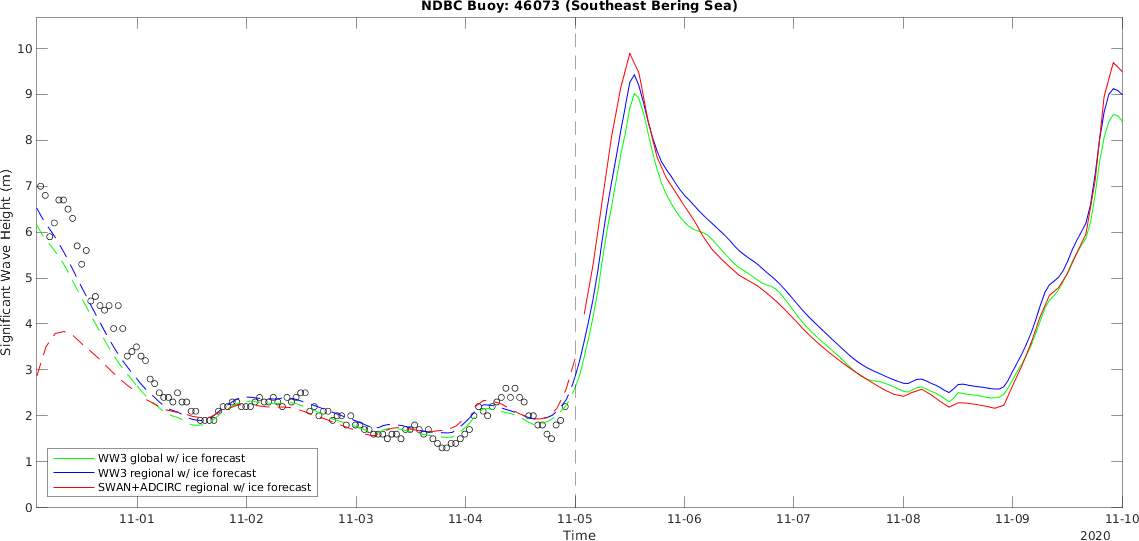 NDBC Buoy: 46073 (Southeast Bering Sea)
10
9
8
7
6
5
4
3
2
1
0
Significant Wave Height (m)
WW3 global w/ ice forecast
WW3 regional w/ ice forecast
SWAN+ADCIRC regional w/ ice forecast
11-01 11-02 11-03 11-04 11-05 11-06 11-07 11-08 11-09 11-10
Time
2020